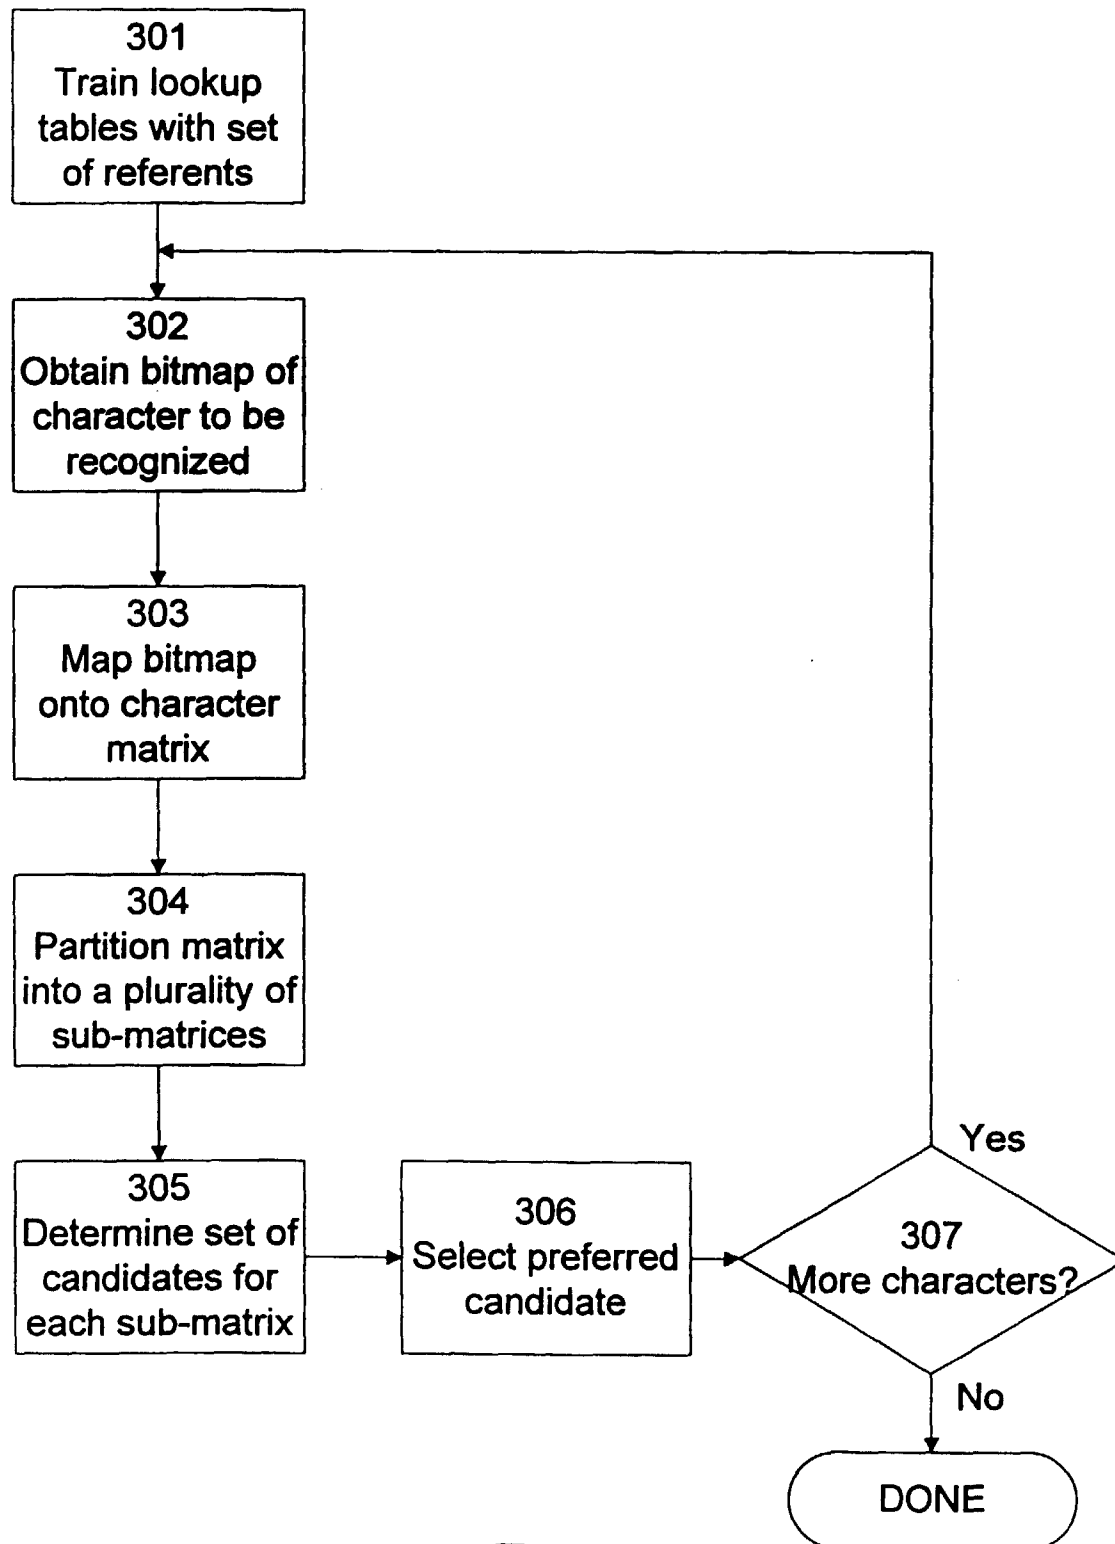 301
Train lookup
tables with set
of referents
302
Obtain bitmap of
character to be
recognized
303
Map bitmap
onto character
matrix
304
Partition matrix
into a plurality of
sub-matrices
305
Determine set of
candidates for
each sub-matrix
306
Select preferred
candidate
307
More characters?
Yes
No
DONE